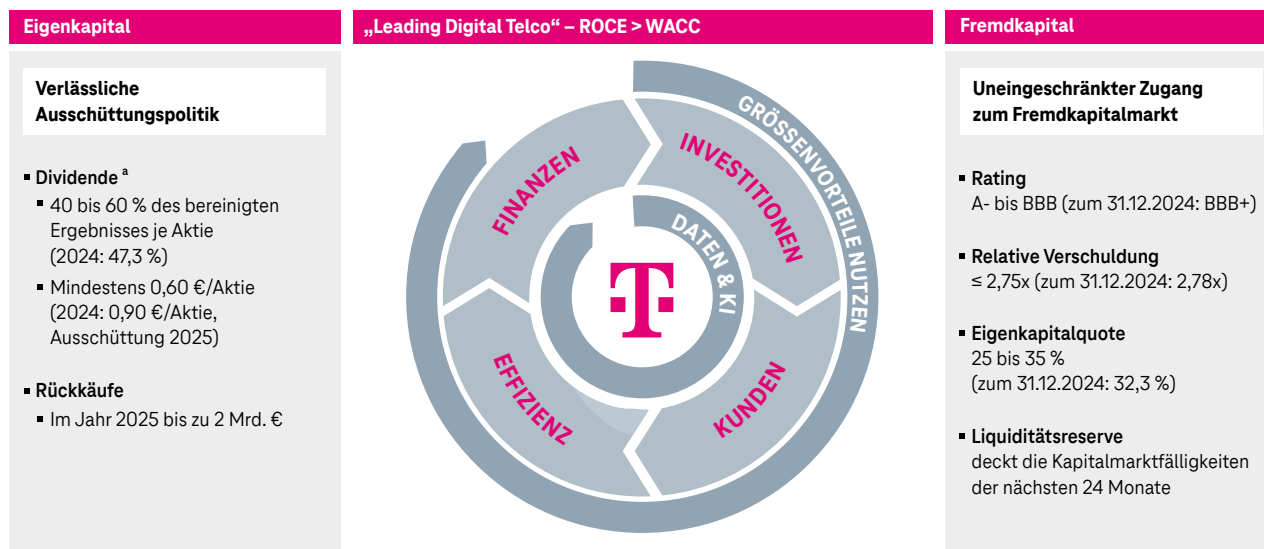 Eigenkapital
Verlässliche
Ausschüttungspolitik
▪ Dividende a
▪ 40 bis 60 % des bereinigten
Ergebnisses je Aktie
(2024: 47,3 %)
▪ Mindestens 0,60 €/Aktie
(2024: 0,90 €/Aktie,
Ausschüttung 2025)
▪ Rückkäufe
▪ Im Jahr 2025 bis zu 2 Mrd. €
„Leading Digital Telco“ – ROCE > WACC
GRÖSSENVORTEILE NUTZEN
FINANZEN
INVESTITIONEN
DATEN & KI
T
EFFIZIENZ
KUNDEN
Fremdkapital
Uneingeschränkter Zugang
zum Fremdkapitalmarkt
▪ Rating
A- bis BBB (zum 31.12.2024: BBB+)
▪ Relative Verschuldung
≤ 2,75x (zum 31.12.2024: 2,78x)
▪ Eigenkapitalquote
25 bis 35 %
(zum 31.12.2024: 32,3 %)
▪ Liquiditätsreserve
deckt die Kapitalmarktfälligkeiten
der nächsten 24 Monate